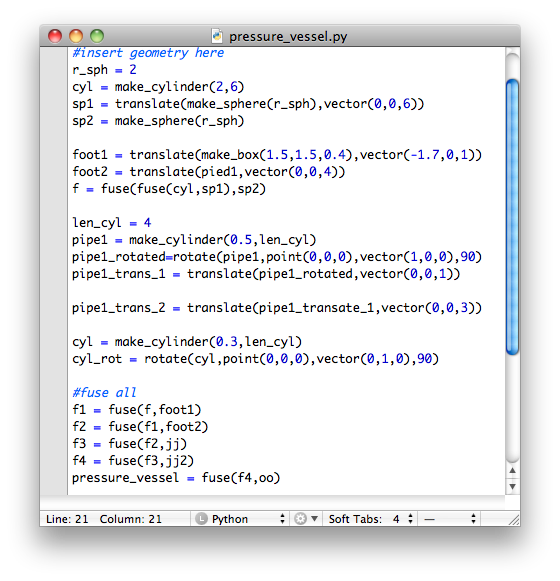 pressure_vessel.py
#insert geometry here
r_sph = 2
cyl = make_cylinder(2,6)
sp1 = translate(make_sphere(r_sph),vector(0,0,6))
sp2 = make_sphere(r_sph)
foot1 = translate(make_box(1.5,1.5,0.4),vector(-1.7,0,1))
foot2 = translate(pied1,vector(0,0,4))
f = fuse(fuse(cyl,sp1),sp2)
len_cyl = 4
pipe1 = make_cylinder(0.5,len_cyl)
pipe1_rotated=rotate(pipe1,point(0,0,0),vector(1,0,0),90)
pipe1_trans_1 = translate(pipe1_rotated,vector(0,0,1))
pipe1_trans_2 = translate(pipe1_transate_1,vector(0,0,3))
cyl = make_cylinder(0.3,len_cyl)
cyl_rot = rotate(cyl,point(0,0,0),vector(0,1,0),90)
#fuse all
f1 = fuse(f,foot1)
f2 = fuse(f1,foot2)
f3 = fuse(f2,jj)
f4 = fuse(f3,jj2)
pressure_vessel = fuse(f4,oo)
Line: 21 Column: 21 L Python Soft Tabs: 4 —